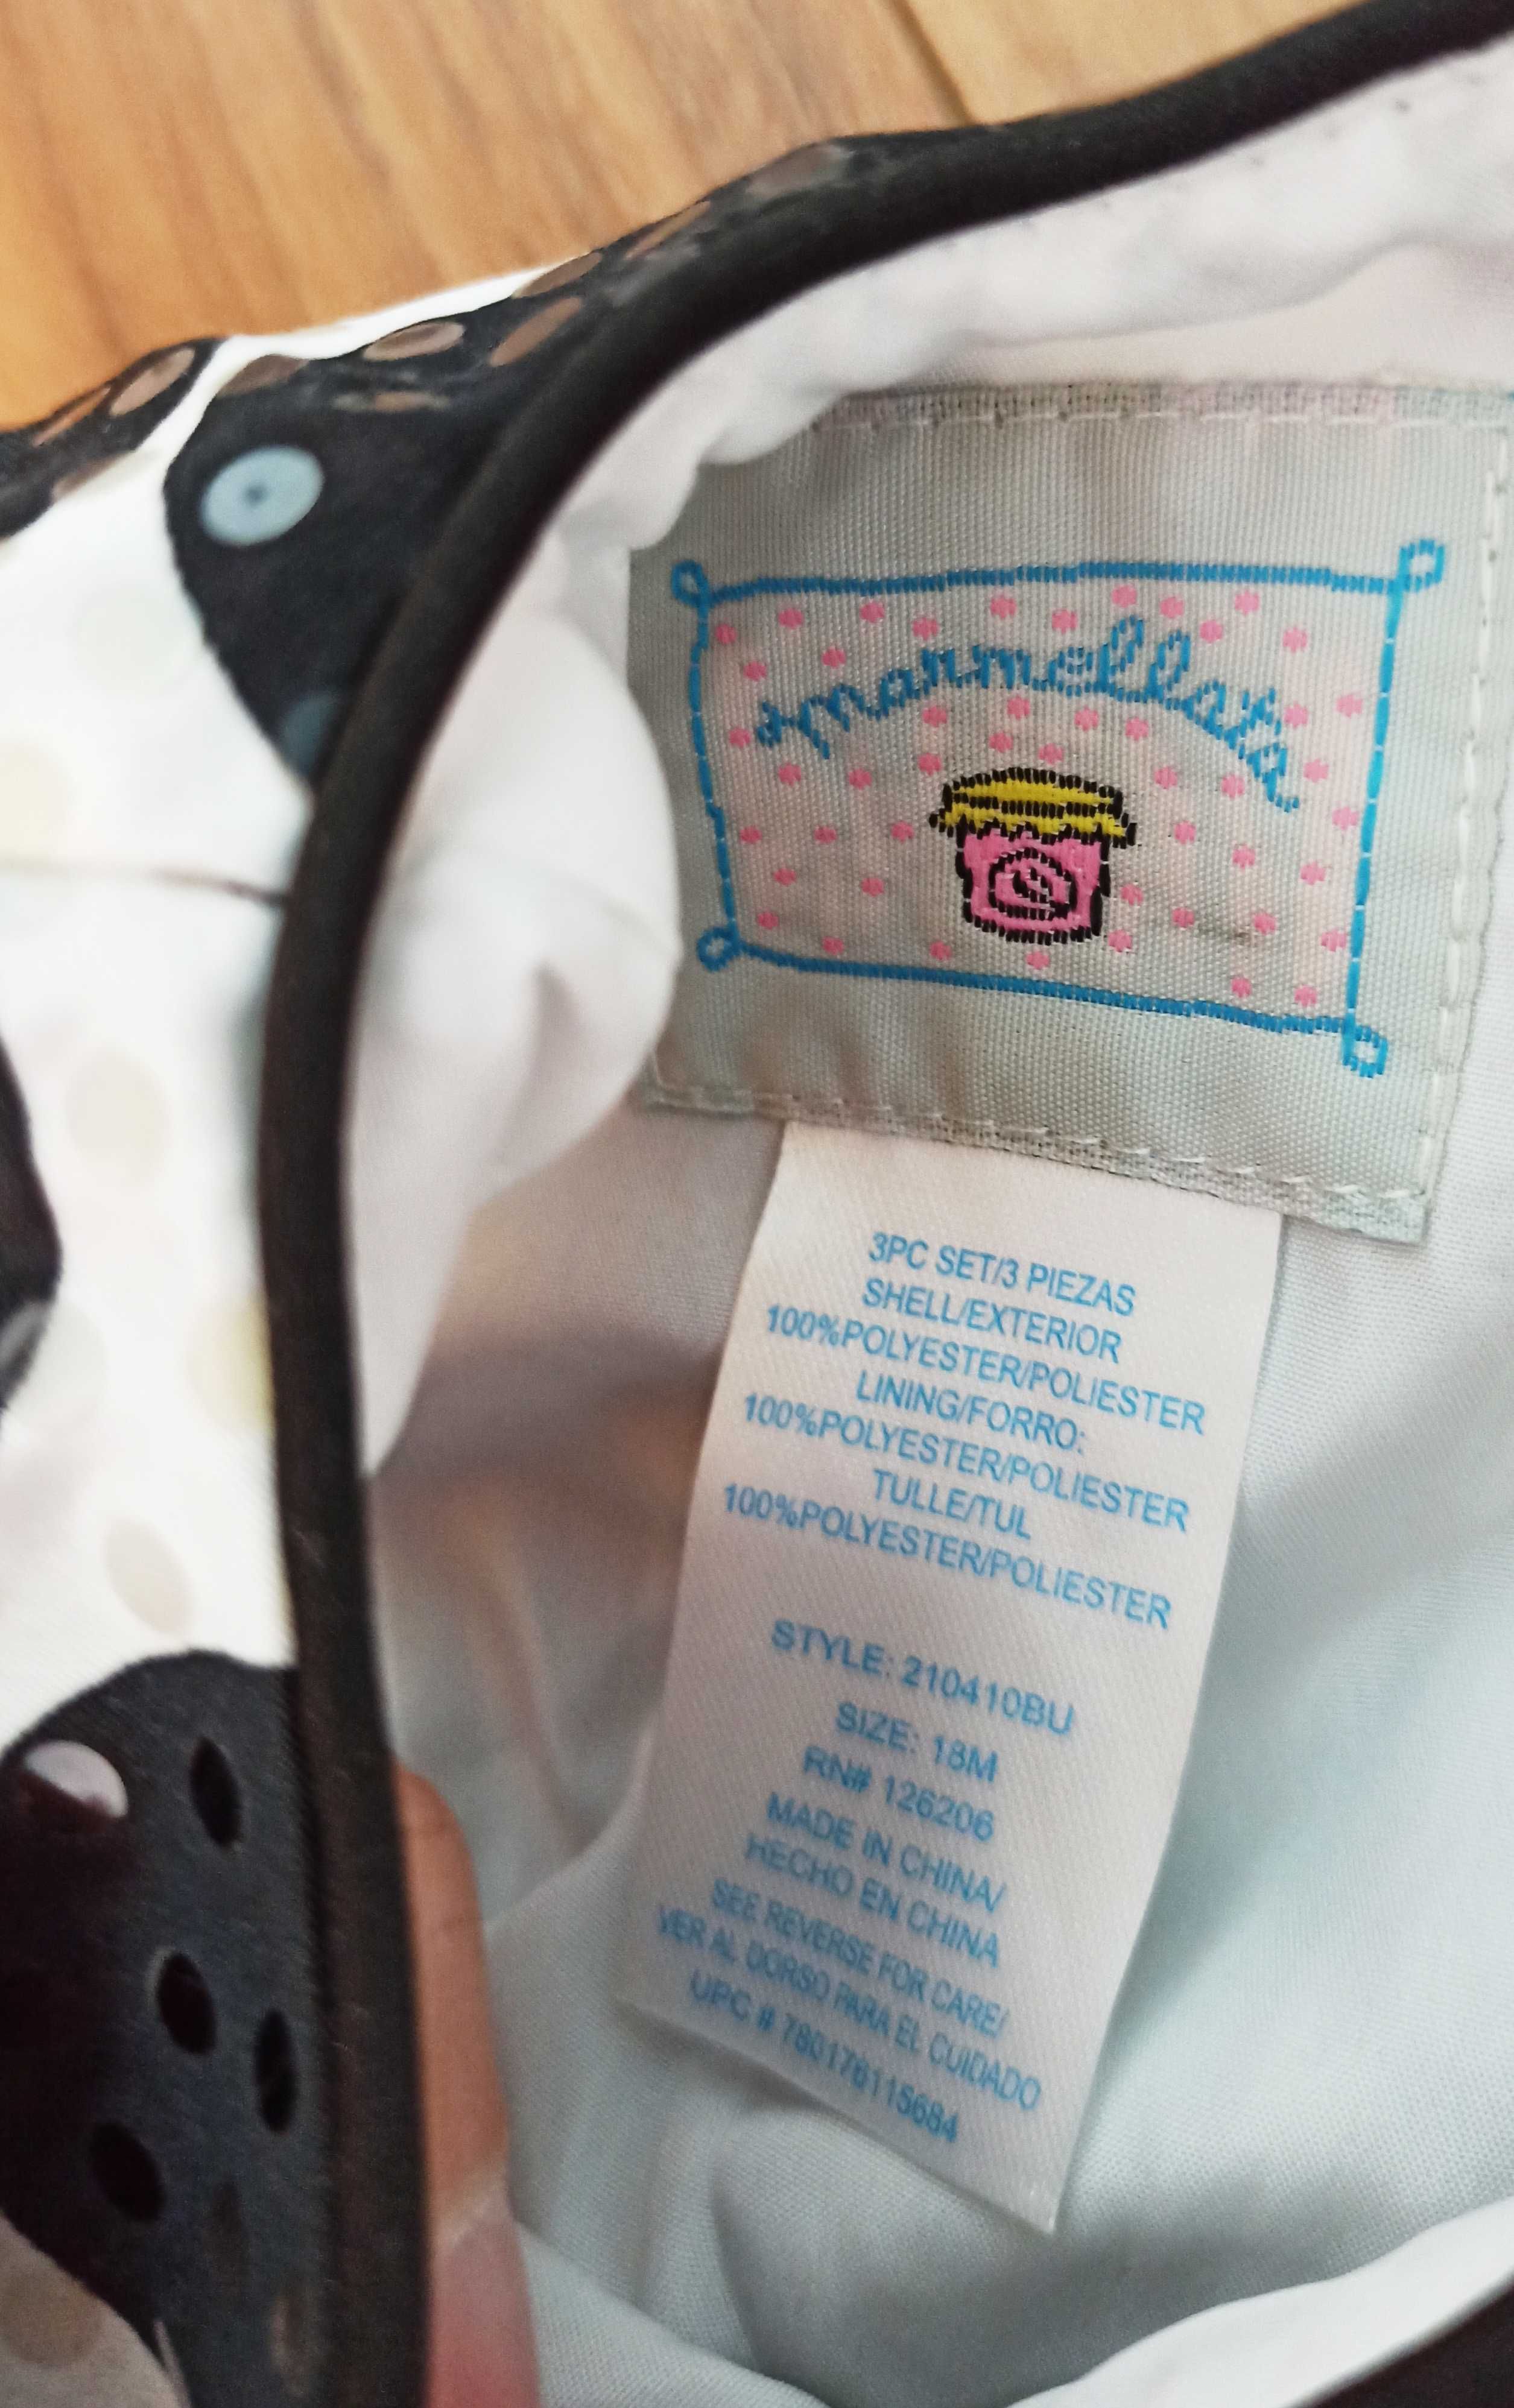 marmellata
3PC SET/3 PIEZAS
SHELL/EXTERIOR
100%POLYESTER/POLIESTER
LINING/FORRO:
100%POLYESTER/POLIESTER
TULLE/TUL
100%POLYESTER/POLIESTER
STYLE: 210410BU
SIZE: 18M
RN# 126206
MADE IN CHINA/
HECHO EN CHINA
SEE REVERSE FOR CARE/
VER AL DORSO PARA EL CUIDADO
UPC # 780176115684